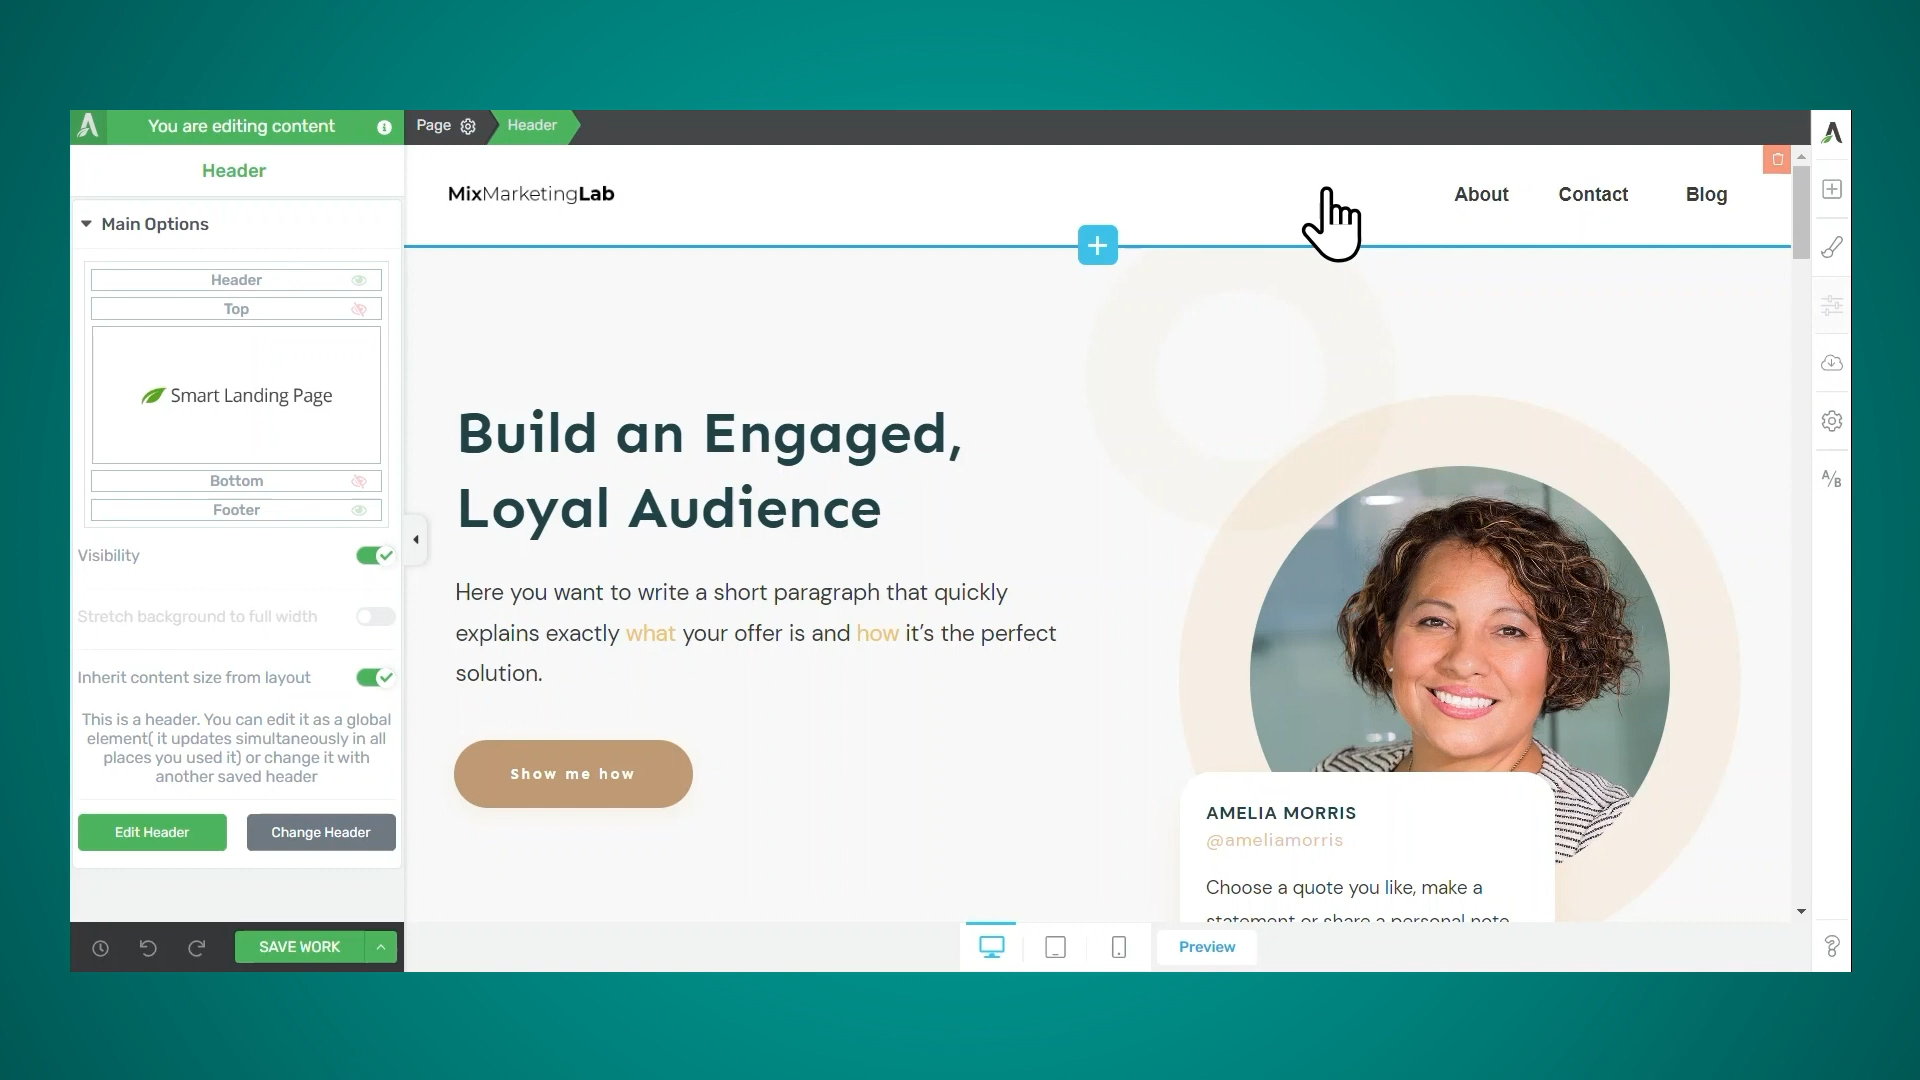 You are editing content
Page
Header
Header
Main Options
Header
Top
Smart Landing Page
Bottom
Footer
Visibility
Stretch background to full width
Inherit content size from layout
This is a header. You can edit it as a global
element( it updates simultaneously in all
places you used it) or change it with
another saved header
Edit Header
Change Header
SAVE WORK
MixMarketingLab
About
Contact
Blog
Build an Engaged,
Loyal Audience
Here you want to write a short paragraph that quickly
explains exactly what your offer is and how it’s the perfect
solution.
Show me how
AMELIA MORRIS
@ameliamorris
Choose a quote you like, make a
statement or share a personal note
Preview
A/B